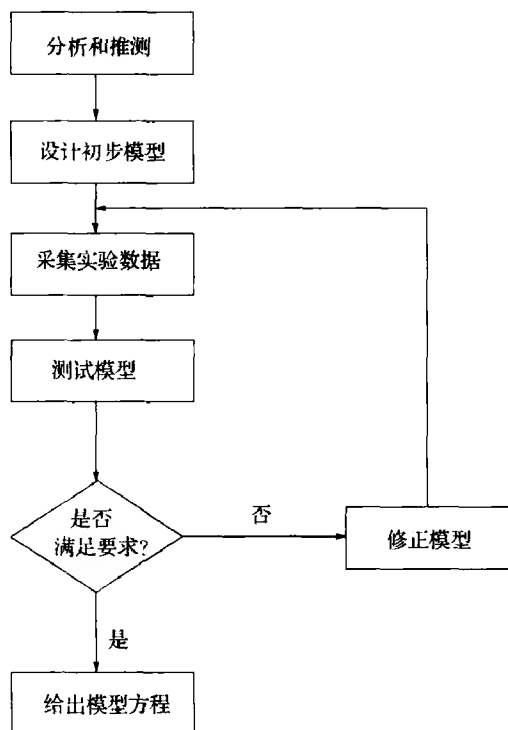 分析和推测
设计初步模型
采集实验数据
测试模型
是否
满足要求?
否
修正模型
是
给出模型方程